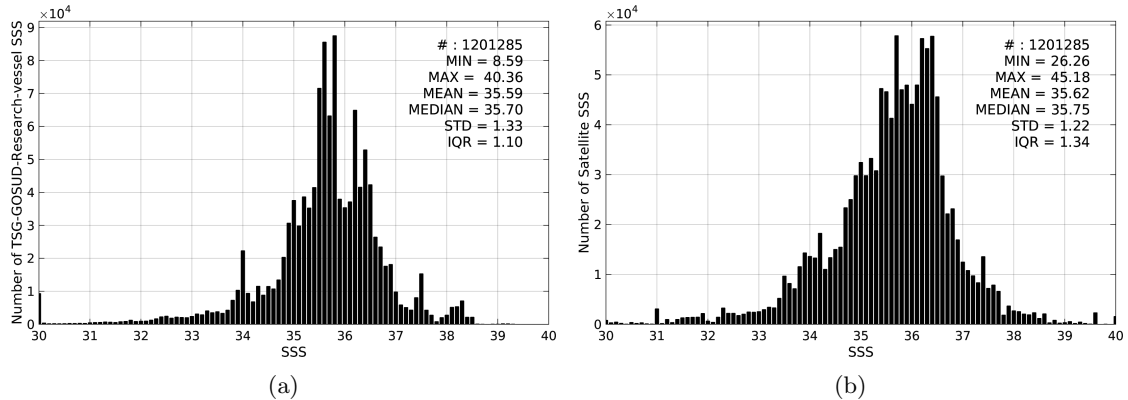 ×10⁴
Number of TSG-GOSUD-Research-vessel SSS
9
8
7
6
5
4
3
2
1
0
# : 1201285
MIN = 8.59
MAX = 40.36
MEAN = 35.59
MEDIAN = 35.70
STD = 1.33
IQR = 1.10
30 31 32 33 34 35 36 37 38 39 40
SSS
(a)
×10⁴
Number of Satellite SSS
6
5
4
3
2
1
0
# : 1201285
MIN = 26.26
MAX = 45.18
MEAN = 35.62
MEDIAN = 35.75
STD = 1.22
IQR = 1.34
30 31 32 33 34 35 36 37 38 39 40
SSS
(b)